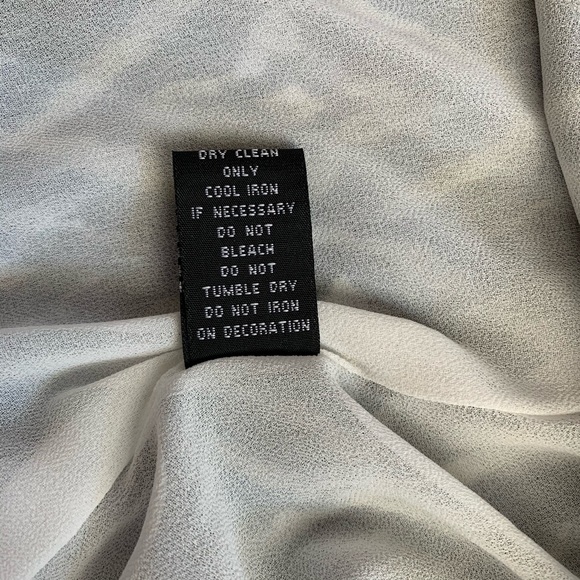 DRY CLEAN
ONLY
COOL IRON
IF NECESSARY
DO NOT
BLEACH
DO NOT
TUMBLE DRY
DO NOT IRON
ON DECORATION